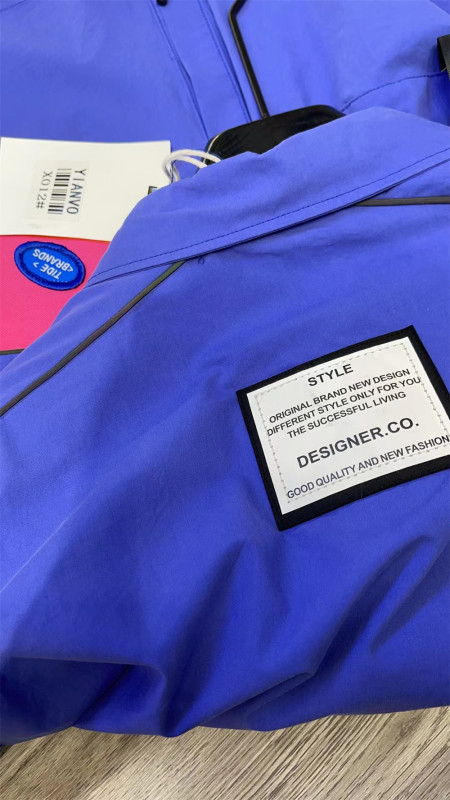 YIANVO
X012#
TIDE >
<BRANDS
STYLE
ORIGINAL BRAND NEW DESIGN
DIFFERENT STYLE ONLY FOR YOU
THE SUCCESSFUL LIVING
DESIGNER.CO.
GOOD QUALITY AND NEW FASHION